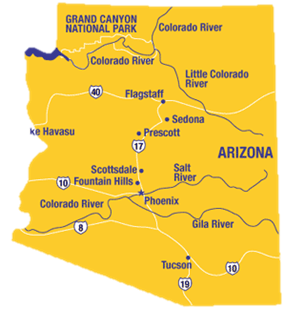 GRAND CANYON
NATIONAL PARK
Colorado River
Colorado River
Little Colorado
River
40
Flagstaff
Sedona
ke Havasu
Prescott
17
ARIZONA
Scottsdale
Salt
River
10
Fountain Hills
Phoenix
Colorado River
Gila River
8
Tucson
10
19